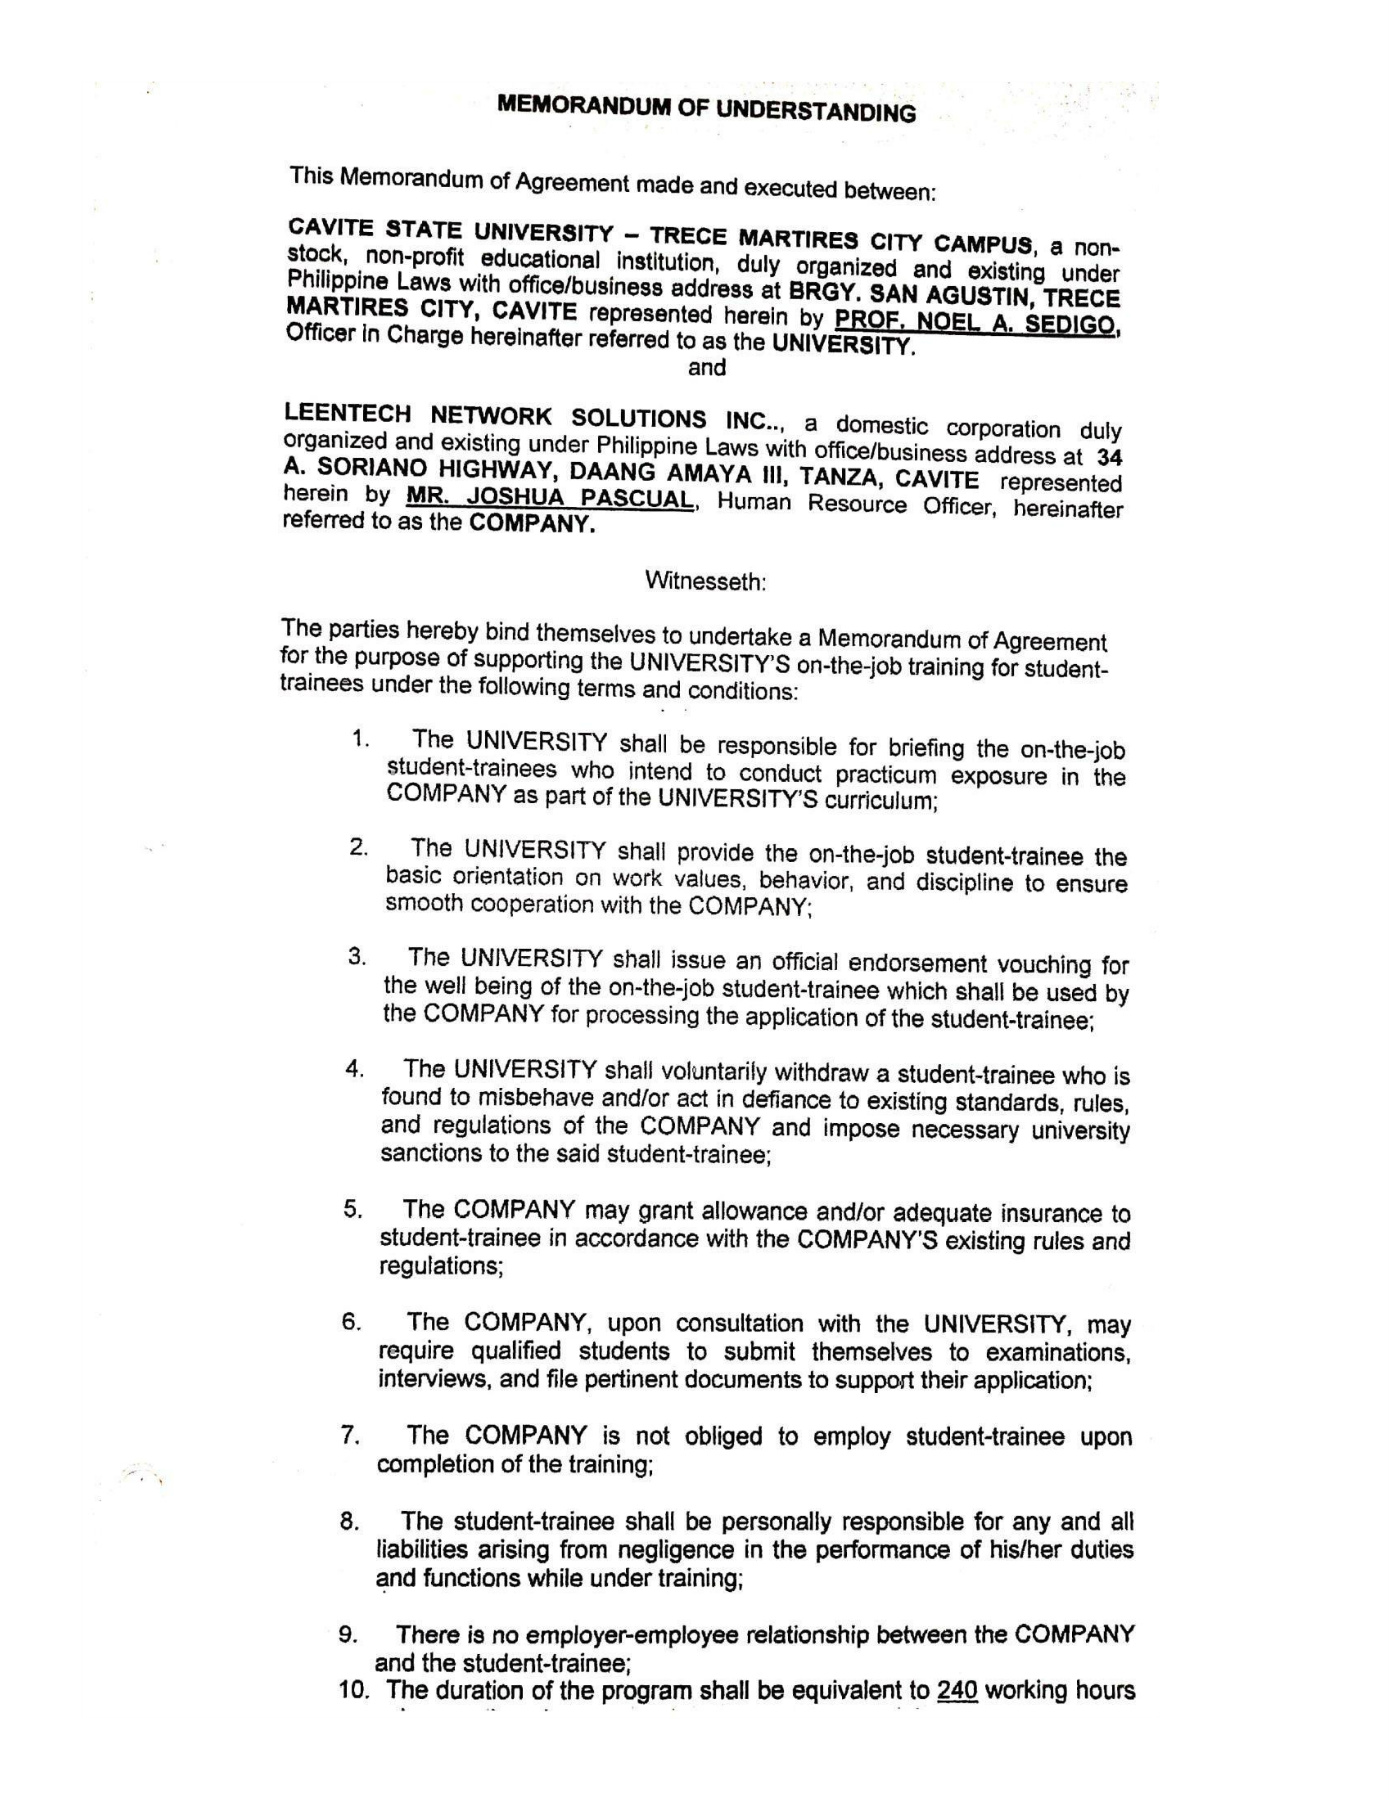 MEMORANDUM OF UNDERSTANDING
This Memorandum of Agreement made and executed between:
CAVITE STATE UNIVERSITY – TRECE MARTIRES CITY CAMPUS, a non-
stock, non-profit educational institution, duly organized and existing under
Philippine Laws with office/business address at BRGY. SAN AGUSTIN, TRECE
MARTIRES CITY, CAVITE represented herein by PROF. NOEL A. SEDIGO,
Officer in Charge hereinafter referred to as the UNIVERSITY.
and
LEENTECH NETWORK SOLUTIONS INC.., a domestic corporation duly
organized and existing under Philippine Laws with office/business address at 34
A. SORIANO HIGHWAY, DAANG AMAYA III, TANZA, CAVITE represented
herein by MR. JOSHUA PASCUAL, Human Resource Officer, hereinafter
referred to as the COMPANY.
Witnesseth:
The parties hereby bind themselves to undertake a Memorandum of Agreement
for the purpose of supporting the UNIVERSITY'S on-the-job training for student-
trainees under the following terms and conditions:
1. The UNIVERSITY shall be responsible for briefing the on-the-job
student-trainees who intend to conduct practicum exposure in the
COMPANY as part of the UNIVERSITY'S curriculum;
2. The UNIVERSITY shall provide the on-the-job student-trainee the
basic orientation on work values, behavior, and discipline to ensure
smooth cooperation with the COMPANY;
3. The UNIVERSITY shall issue an official endorsement vouching for
the well being of the on-the-job student-trainee which shall be used by
the COMPANY for processing the application of the student-trainee;
4. The UNIVERSITY shall voluntarily withdraw a student-trainee who is
found to misbehave and/or act in defiance to existing standards, rules,
and regulations of the COMPANY and impose necessary university
sanctions to the said student-trainee;
5. The COMPANY may grant allowance and/or adequate insurance to
student-trainee in accordance with the COMPANY'S existing rules and
regulations;
6. The COMPANY, upon consultation with the UNIVERSITY, may
require qualified students to submit themselves to examinations,
interviews, and file pertinent documents to support their application;
7. The COMPANY is not obliged to employ student-trainee upon
completion of the training;
8. The student-trainee shall be personally responsible for any and all
liabilities arising from negligence in the performance of his/her duties
and functions while under training;
9. There is no employer-employee relationship between the COMPANY
and the student-trainee;
10. The duration of the program shall be equivalent to 240 working hours